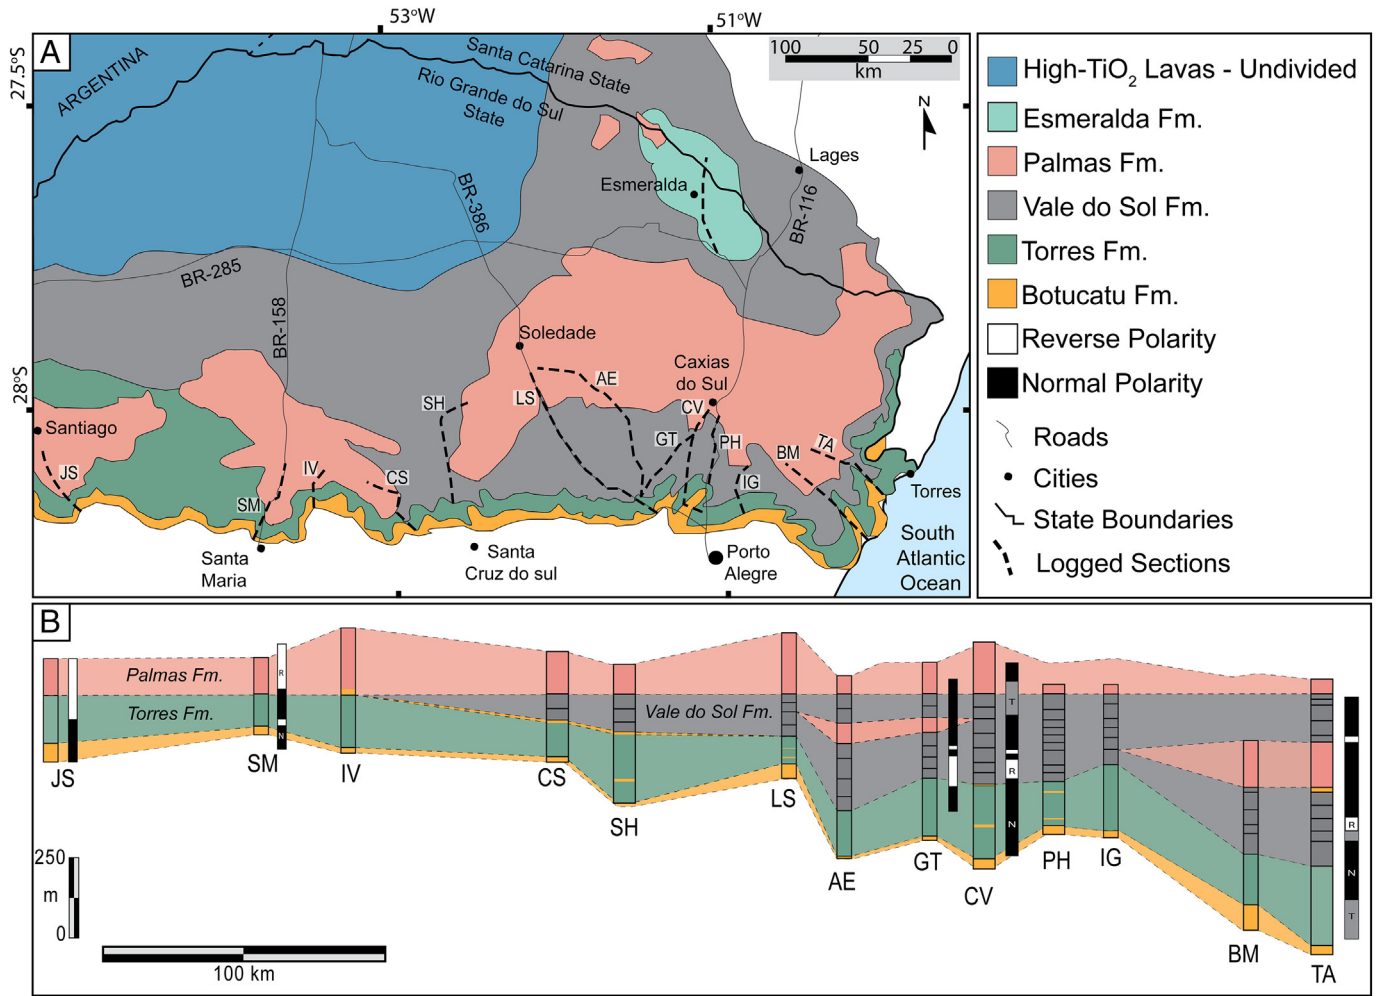 53°W
51°W
A
27.5°S
28°S
ARGENTINA
Santa Catarina State
Rio Grande do Sul
State
100 50 25 0
km
N
Lages
Esmeralda
BR-386
BR-116
BR-285
BR-158
Soledade
Caxias
do Sul
AE
LS
SH
CV
GT
PH
BM
TA
IG
Santiago
JS
IV
CS
SM
Torres
Santa
Maria
Santa
Cruz do sul
Porto
Alegre
South
Atlantic
Ocean
High-TiO2 Lavas - Undivided
Esmeralda Fm.
Palmas Fm.
Vale do Sol Fm.
Torres Fm.
Botucatu Fm.
Reverse Polarity
Normal Polarity
Roads
Cities
State Boundaries
Logged Sections
B
Palmas Fm.
Torres Fm.
Vale do Sol Fm.
R
N
T
R
N
R
N
T
JS
SM
IV
CS
SH
LS
AE
GT
CV
PH
IG
BM
TA
250
m
0
100 km